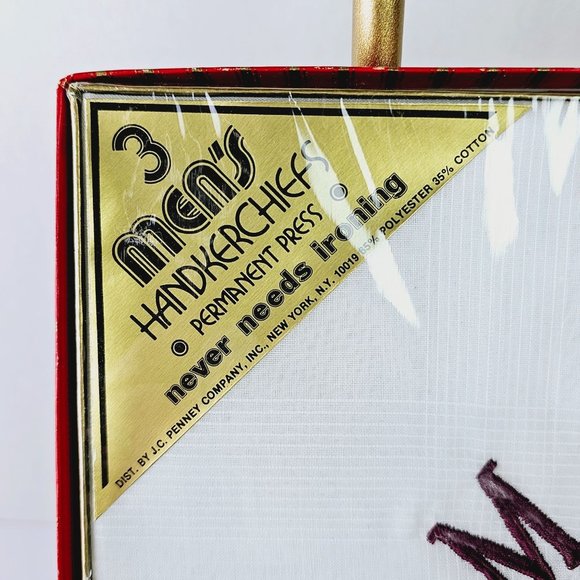 3
MEN'S
HANDKERCHIEFS
PERMANENT PRESS
never needs ironing
DIST. BY J.C. PENNEY COMPANY, INC., NEW YORK, N.Y. 10019 65% POLYESTER 35% COTTON
M